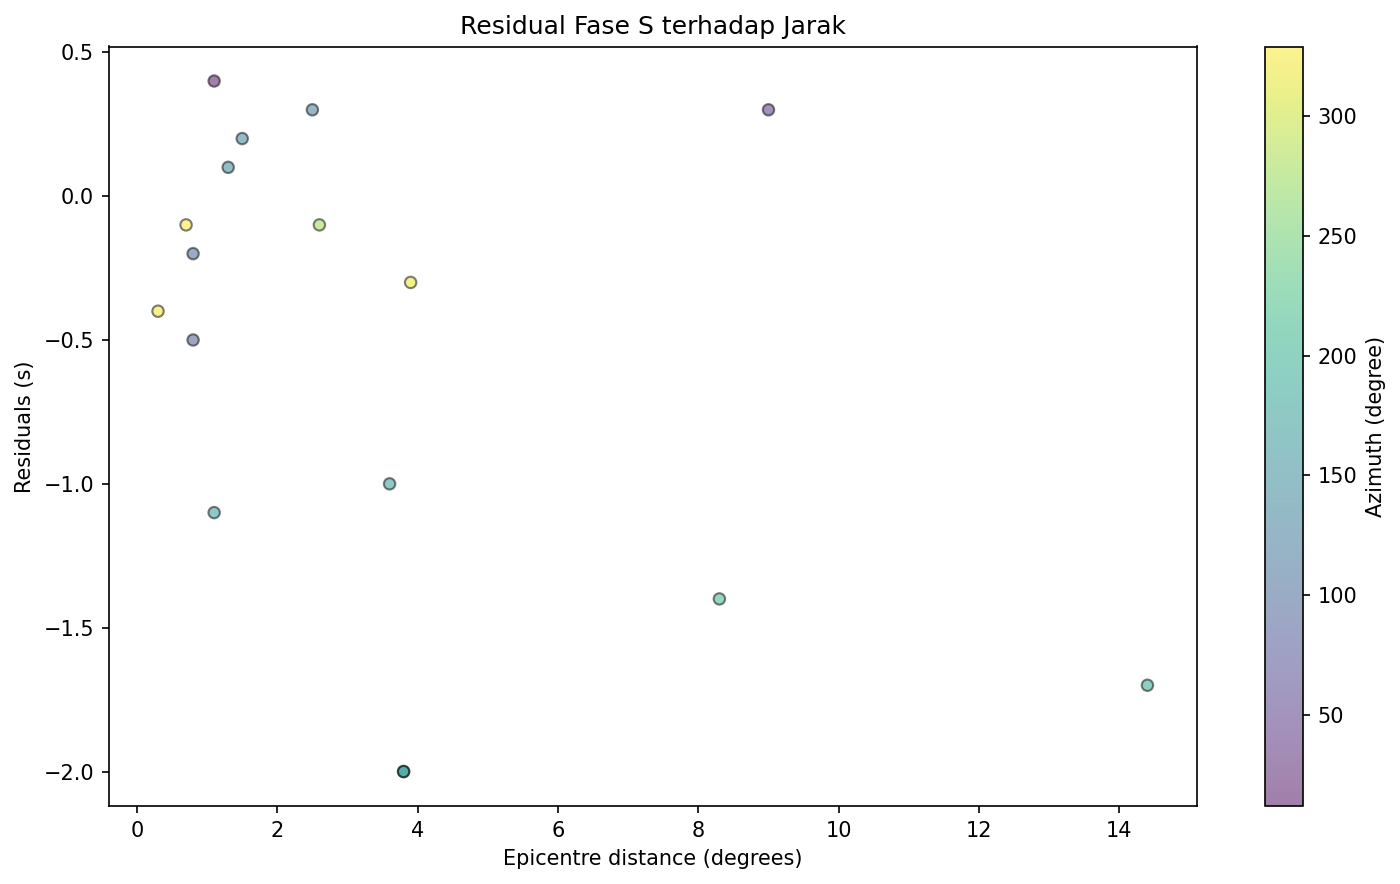 Residual Fase S terhadap Jarak
0.5
0.0
−0.5
−1.0
−1.5
−2.0
Residuals (s)
0 2 4 6 8 10 12 14
Epicentre distance (degrees)
300
250
200
150
100
50
Azimuth (degree)